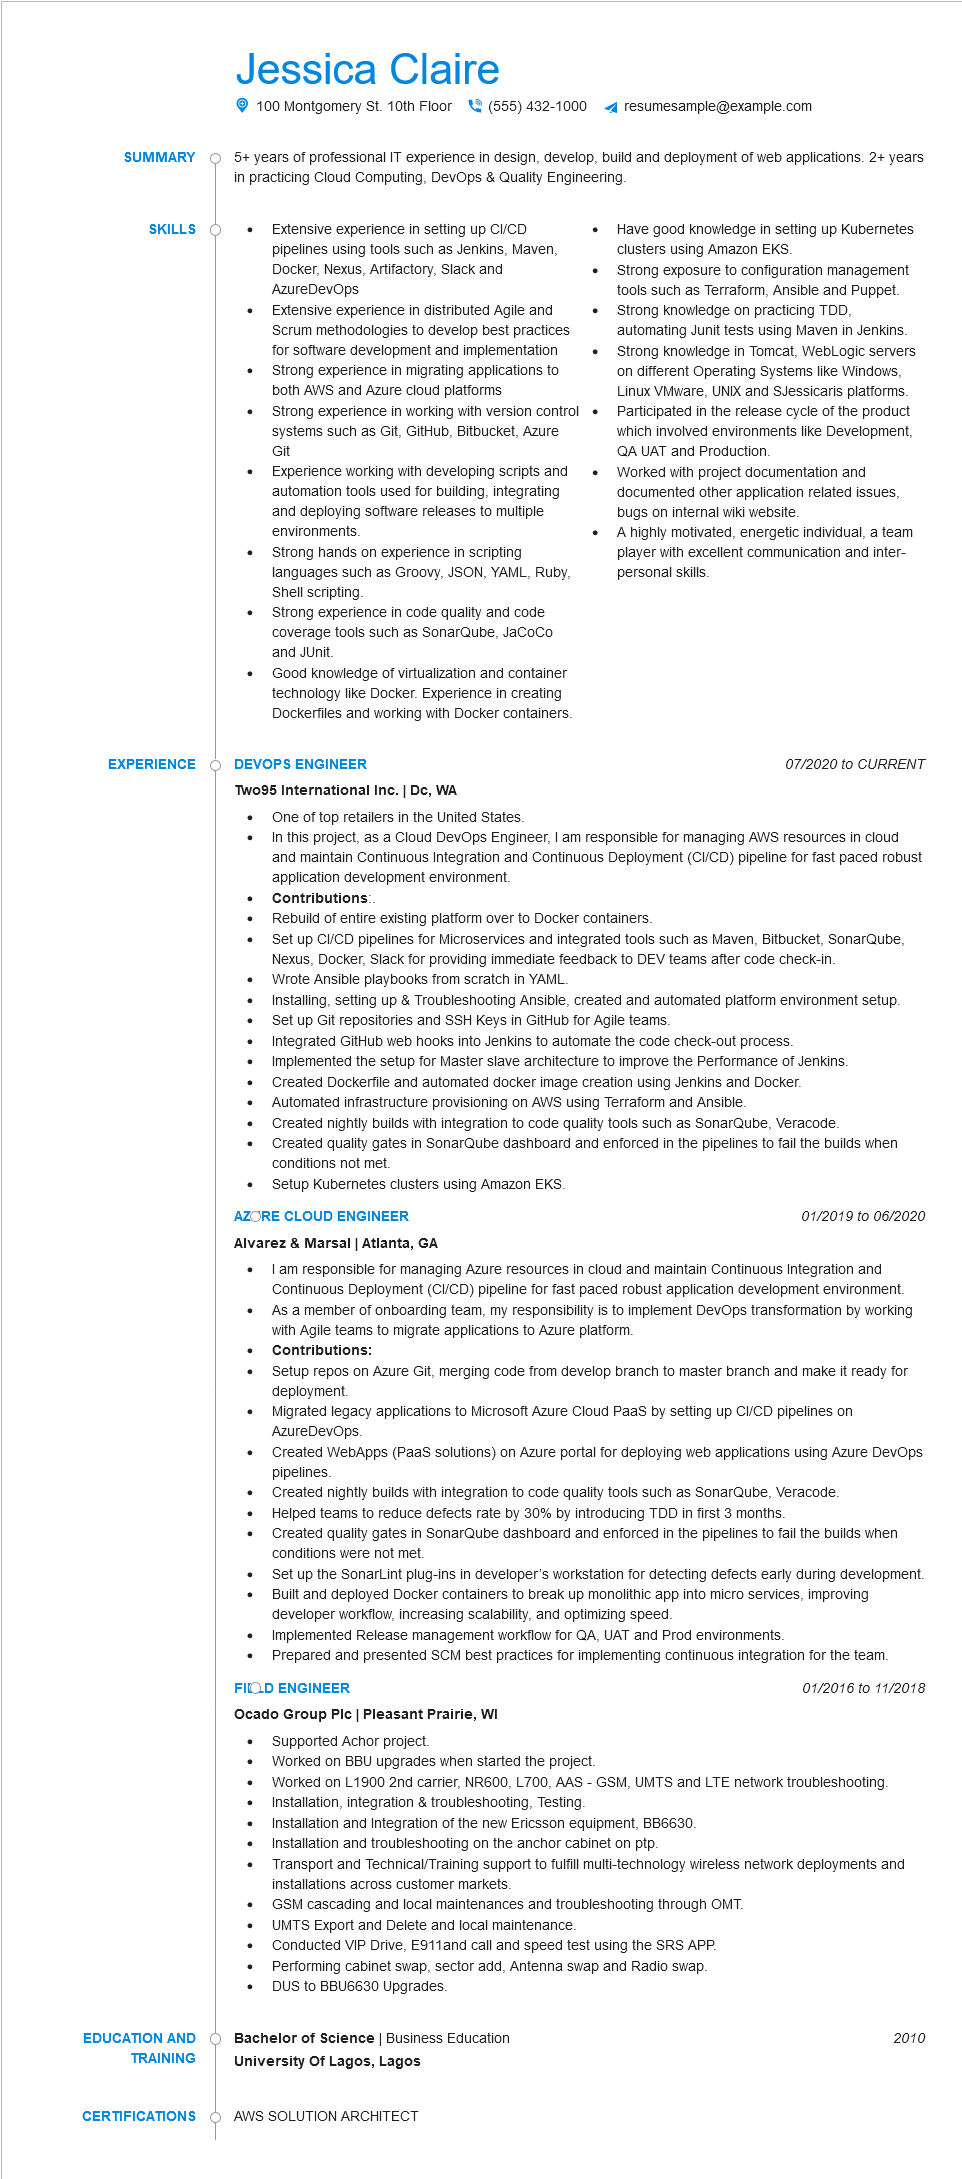 Jessica Claire
100 Montgomery St. 10th Floor (555) 432-1000 resumesample@example.com
SUMMARY
5+ years of professional IT experience in design, develop, build and deployment of web applications. 2+ years
in practicing Cloud Computing, DevOps & Quality Engineering.
SKILLS
• Extensive experience in setting up CI/CD
pipelines using tools such as Jenkins, Maven,
Docker, Nexus, Artifactory, Slack and
AzureDevOps
• Extensive experience in distributed Agile and
Scrum methodologies to develop best practices
for software development and implementation
• Strong experience in migrating applications to
both AWS and Azure cloud platforms
• Strong experience in working with version control
systems such as Git, GitHub, Bitbucket, Azure
Git
• Experience working with developing scripts and
automation tools used for building, integrating
and deploying software releases to multiple
environments.
• Strong hands on experience in scripting
languages such as Groovy, JSON, YAML, Ruby,
Shell scripting.
• Strong experience in code quality and code
coverage tools such as SonarQube, JaCoCo
and JUnit.
• Good knowledge of virtualization and container
technology like Docker. Experience in creating
Dockerfiles and working with Docker containers.
• Have good knowledge in setting up Kubernetes
clusters using Amazon EKS.
• Strong exposure to configuration management
tools such as Terraform, Ansible and Puppet.
• Strong knowledge on practicing TDD,
automating Junit tests using Maven in Jenkins.
• Strong knowledge in Tomcat, WebLogic servers
on different Operating Systems like Windows,
Linux VMware, UNIX and SJessicaris platforms.
• Participated in the release cycle of the product
which involved environments like Development,
QA UAT and Production.
• Worked with project documentation and
documented other application related issues,
bugs on internal wiki website.
• A highly motivated, energetic individual, a team
player with excellent communication and inter-
personal skills.
EXPERIENCE
DEVOPS ENGINEER 07/2020 to CURRENT
Two95 International Inc. | Dc, WA
• One of top retailers in the United States.
• In this project, as a Cloud DevOps Engineer, I am responsible for managing AWS resources in cloud
and maintain Continuous Integration and Continuous Deployment (CI/CD) pipeline for fast paced robust
application development environment.
• Contributions:.
• Rebuild of entire existing platform over to Docker containers.
• Set up CI/CD pipelines for Microservices and integrated tools such as Maven, Bitbucket, SonarQube,
Nexus, Docker, Slack for providing immediate feedback to DEV teams after code check-in.
• Wrote Ansible playbooks from scratch in YAML.
• Installing, setting up & Troubleshooting Ansible, created and automated platform environment setup.
• Set up Git repositories and SSH Keys in GitHub for Agile teams.
• Integrated GitHub web hooks into Jenkins to automate the code check-out process.
• Implemented the setup for Master slave architecture to improve the Performance of Jenkins.
• Created Dockerfile and automated docker image creation using Jenkins and Docker.
• Automated infrastructure provisioning on AWS using Terraform and Ansible.
• Created nightly builds with integration to code quality tools such as SonarQube, Veracode.
• Created quality gates in SonarQube dashboard and enforced in the pipelines to fail the builds when
conditions not met.
• Setup Kubernetes clusters using Amazon EKS.
AZURE CLOUD ENGINEER 01/2019 to 06/2020
Alvarez & Marsal | Atlanta, GA
• I am responsible for managing Azure resources in cloud and maintain Continuous Integration and
Continuous Deployment (CI/CD) pipeline for fast paced robust application development environment.
• As a member of onboarding team, my responsibility is to implement DevOps transformation by working
with Agile teams to migrate applications to Azure platform.
• Contributions:
• Setup repos on Azure Git, merging code from develop branch to master branch and make it ready for
deployment.
• Migrated legacy applications to Microsoft Azure Cloud PaaS by setting up CI/CD pipelines on
AzureDevOps.
• Created WebApps (PaaS solutions) on Azure portal for deploying web applications using Azure DevOps
pipelines.
• Created nightly builds with integration to code quality tools such as SonarQube, Veracode.
• Helped teams to reduce defects rate by 30% by introducing TDD in first 3 months.
• Created quality gates in SonarQube dashboard and enforced in the pipelines to fail the builds when
conditions were not met.
• Set up the SonarLint plug-ins in developer’s workstation for detecting defects early during development.
• Built and deployed Docker containers to break up monolithic app into micro services, improving
developer workflow, increasing scalability, and optimizing speed.
• Implemented Release management workflow for QA, UAT and Prod environments.
• Prepared and presented SCM best practices for implementing continuous integration for the team.
FIELD ENGINEER 01/2016 to 11/2018
Ocado Group Plc | Pleasant Prairie, WI
• Supported Achor project.
• Worked on BBU upgrades when started the project.
• Worked on L1900 2nd carrier, NR600, L700, AAS - GSM, UMTS and LTE network troubleshooting.
• Installation, integration & troubleshooting, Testing.
• Installation and Integration of the new Ericsson equipment, BB6630.
• Installation and troubleshooting on the anchor cabinet on ptp.
• Transport and Technical/Training support to fulfill multi-technology wireless network deployments and
installations across customer markets.
• GSM cascading and local maintenances and troubleshooting through OMT.
• UMTS Export and Delete and local maintenance.
• Conducted VIP Drive, E911and call and speed test using the SRS APP.
• Performing cabinet swap, sector add, Antenna swap and Radio swap.
• DUS to BBU6630 Upgrades.
EDUCATION AND
TRAINING
Bachelor of Science | Business Education 2010
University Of Lagos, Lagos
CERTIFICATIONS
AWS SOLUTION ARCHITECT